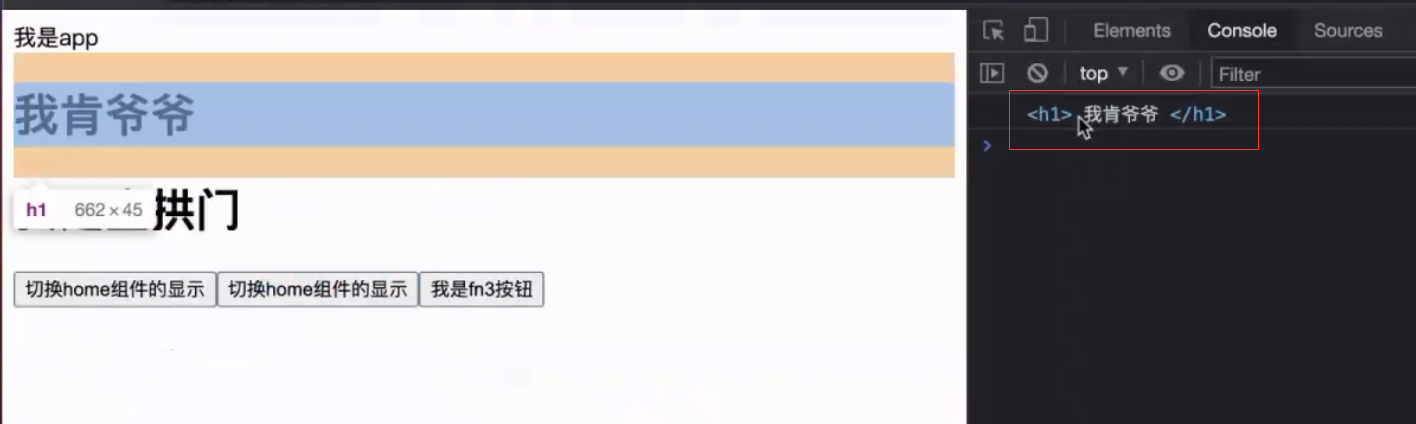 我是app
Elements Console Sources
top Filter
我肯爷爷
<h1> 我肯爷爷 </h1>
h1 662 × 45
拱门
切换home组件的显示 切换home组件的显示 我是fn3按钮